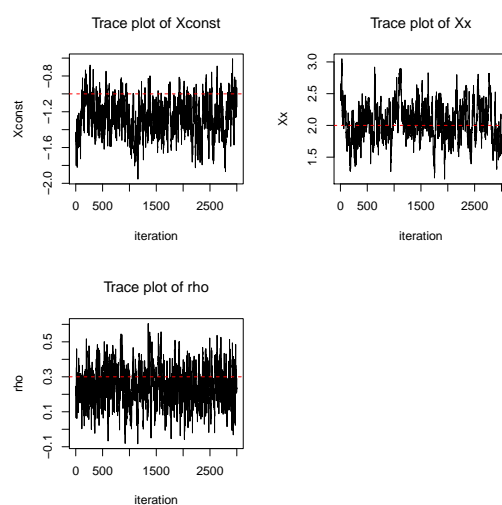 Trace plot of Xconst
Xconst
−0.8
−1.2
−1.6
−2.0
0 500 1500 2500
iteration
Trace plot of Xx
Xx
3.0
2.5
2.0
1.5
0 500 1500 2500
iteration
Trace plot of rho
rho
0.5
0.3
0.1
−0.1
0 500 1500 2500
iteration